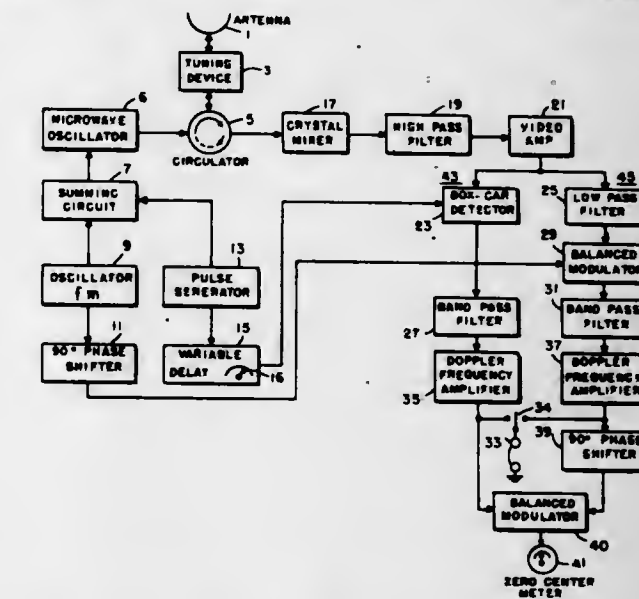 ANTENNA
1
TUNING
DEVICE
3
6
MICROWAVE
OSCILLATOR
5
CIRCULATOR
17
CRYSTAL
MIXER
19
HIGH PASS
FILTER
21
VIDEO
AMP
7
SUMMING
CIRCUIT
43
BOX-CAR
DETECTOR
23
45
25
LOW PASS
FILTER
9
OSCILLATOR
fm
13
PULSE
GENERATOR
29
BALANCED
MODULATOR
11
90° PHASE
SHIFTER
15
VARIABLE
DELAY
16
27
BAND PASS
FILTER
31
BAND PASS
FILTER
35
DOPPLER
FREQUENCY
AMPLIFIER
37
DOPPLER
FREQUENCY
AMPLIFIER
34
33
39
90° PHASE
SHIFTER
BALANCED
MODULATOR
40
41
ZERO CENTER
METER